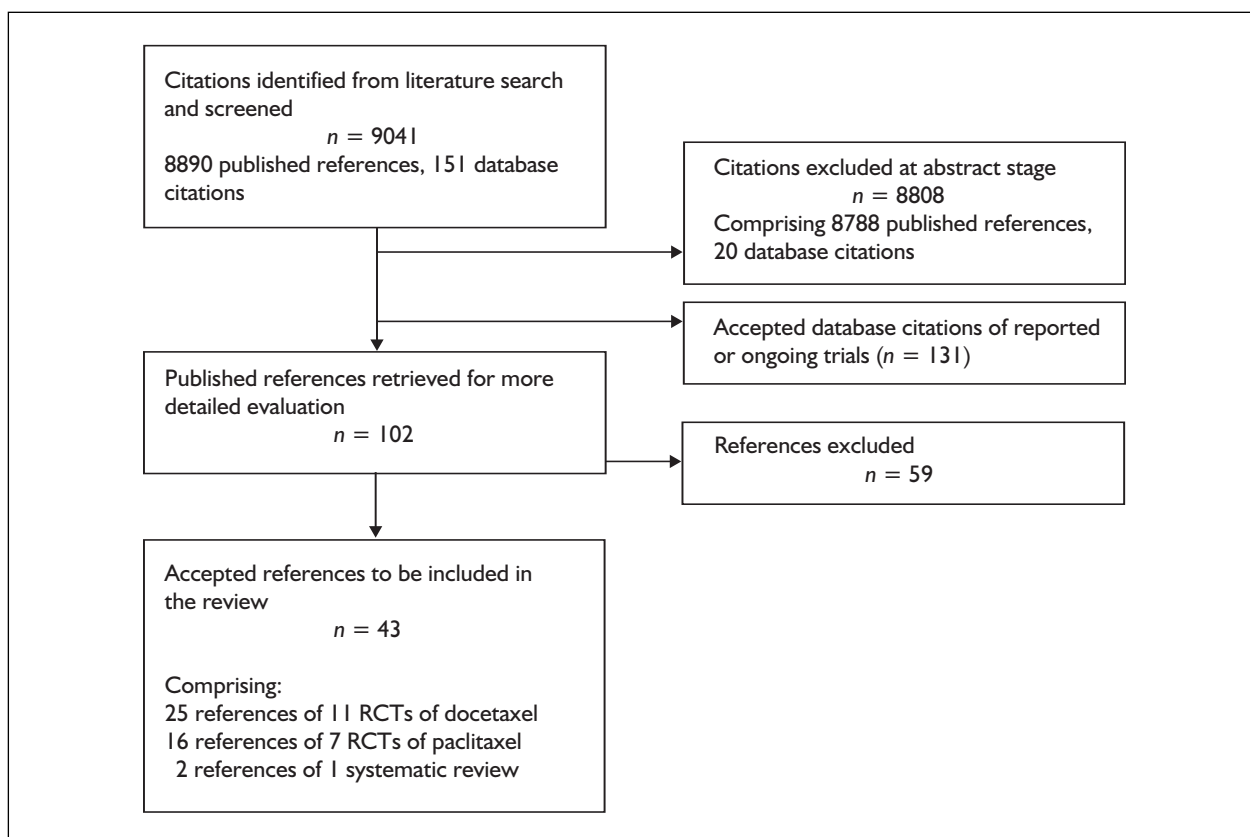 Citations identified from literature search
and screened
n = 9041
8890 published references, 151 database
citations
Citations excluded at abstract stage
n = 8808
Comprising 8788 published references,
20 database citations
Accepted database citations of reported
or ongoing trials (n = 131)
Published references retrieved for more
detailed evaluation
n = 102
References excluded
n = 59
Accepted references to be included in
the review
n = 43
Comprising:
25 references of 11 RCTs of docetaxel
16 references of 7 RCTs of paclitaxel
2 references of 1 systematic review